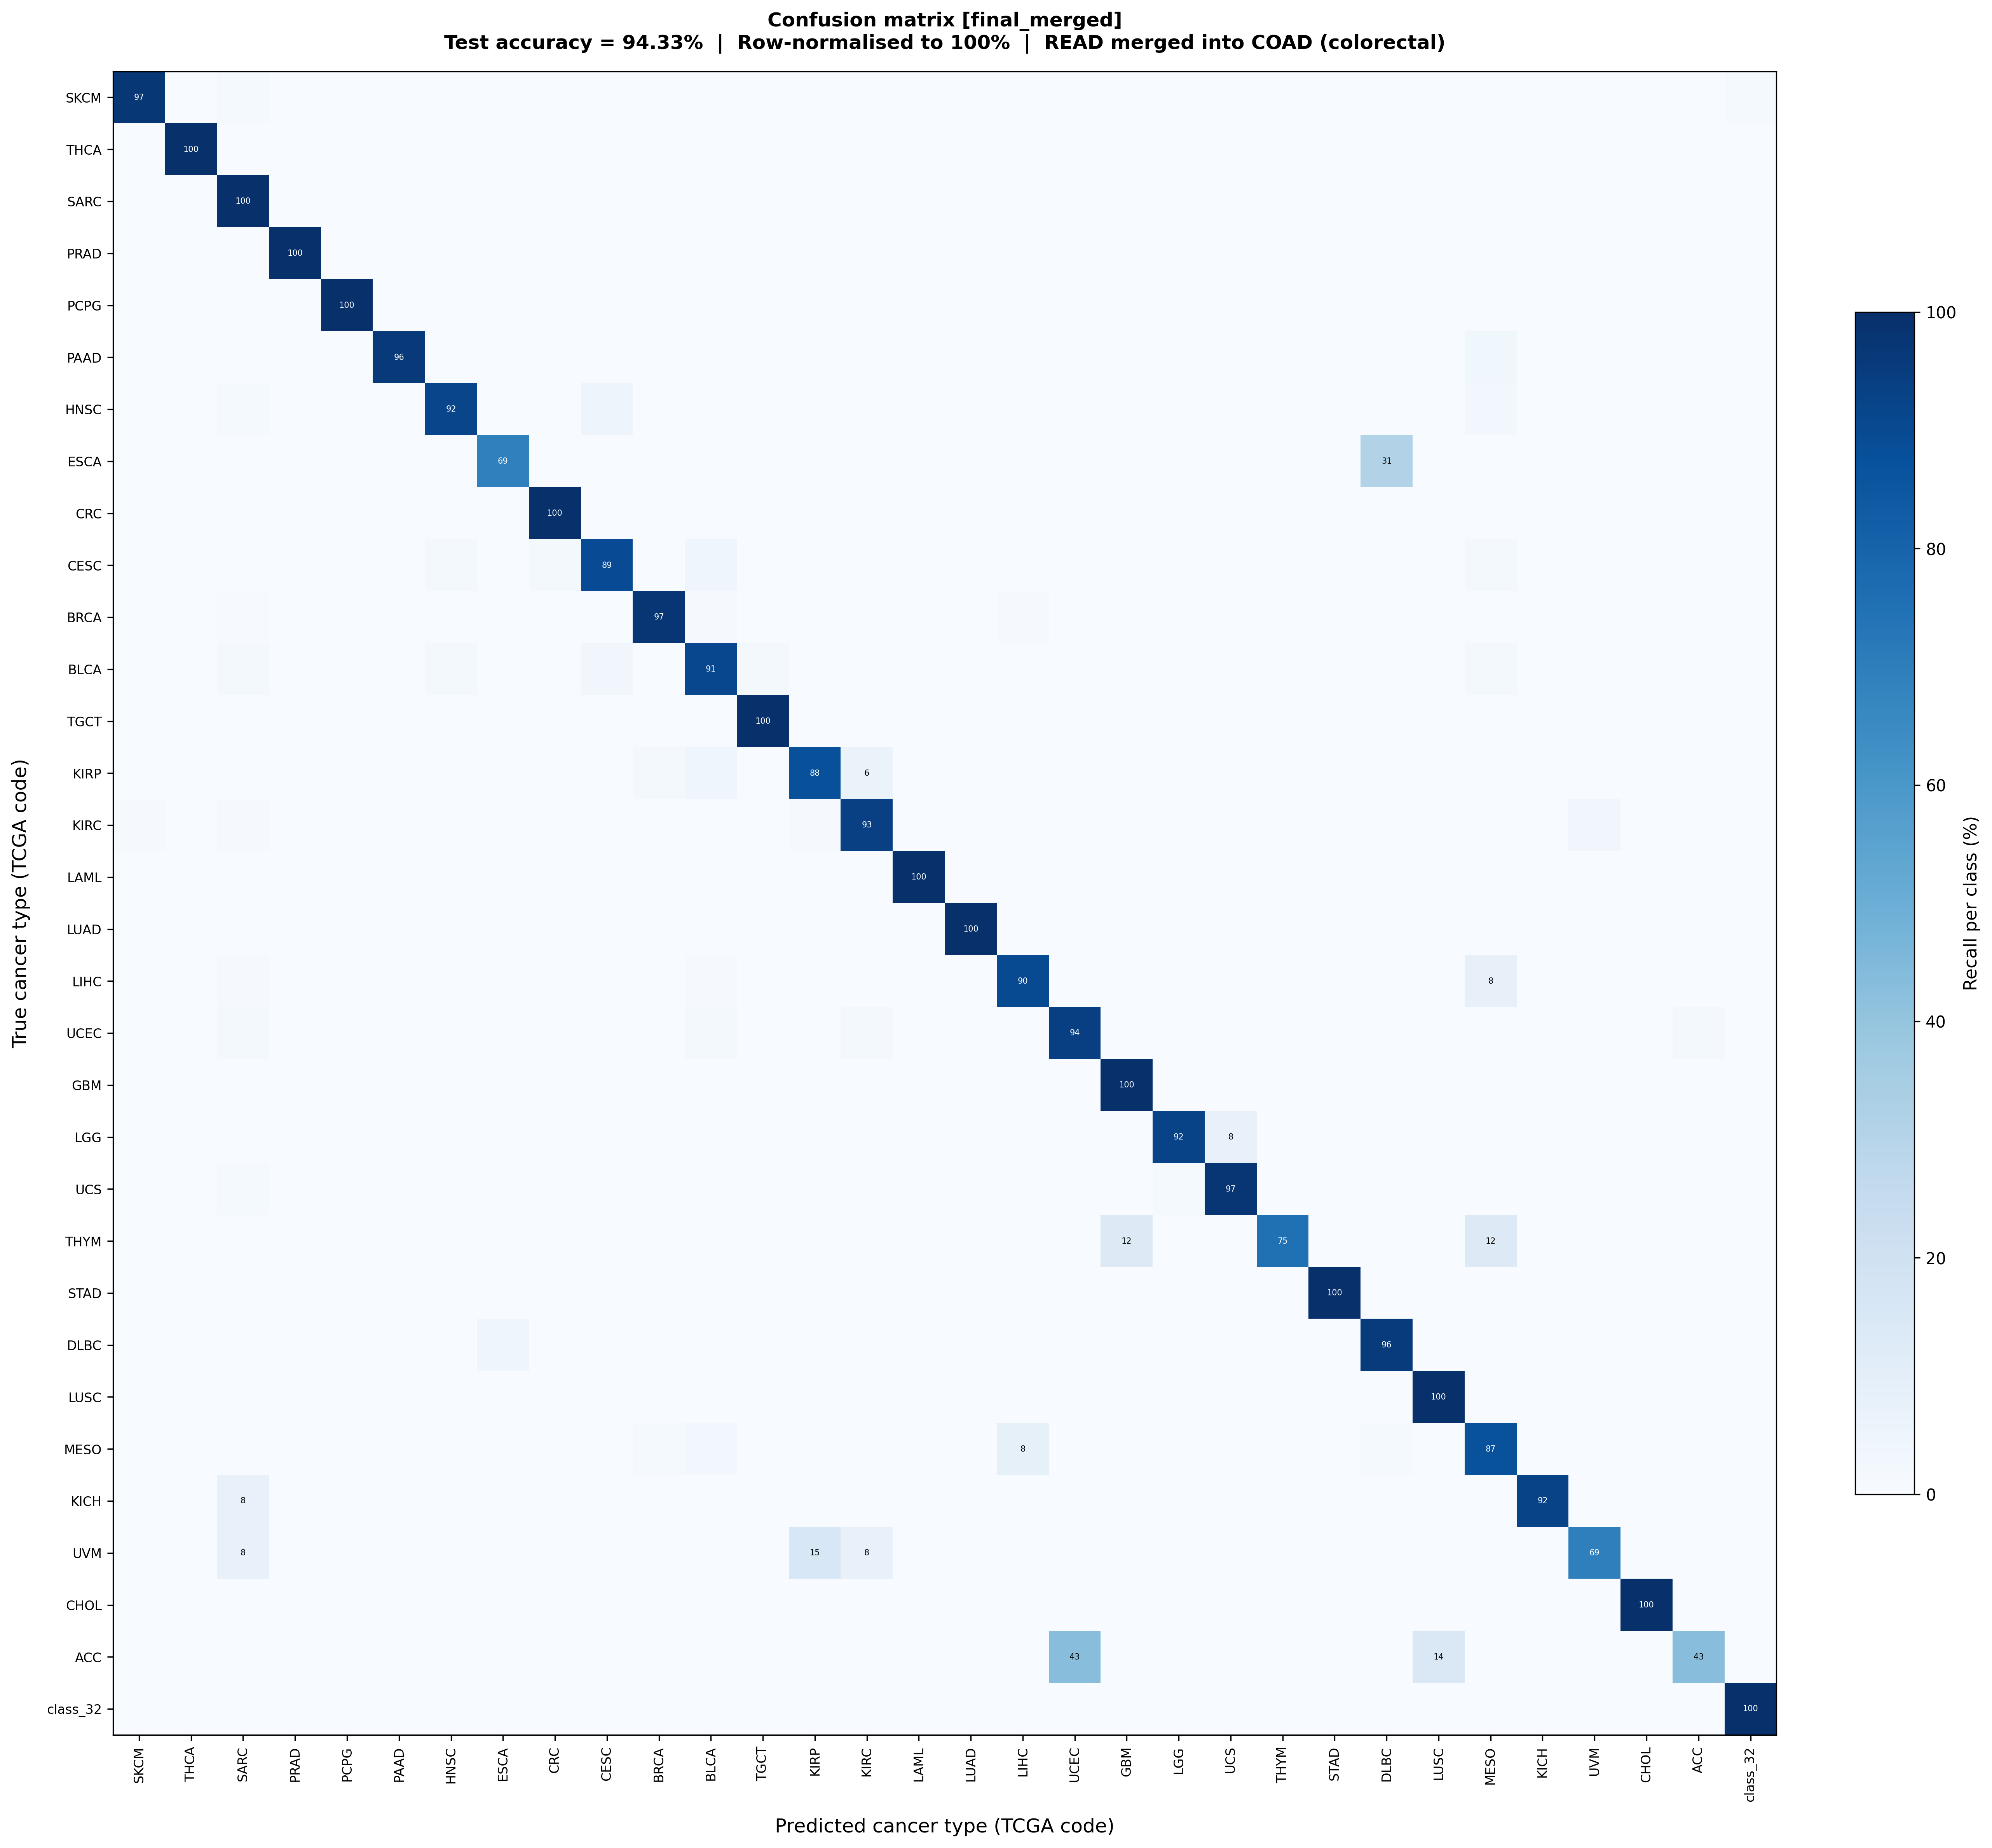 Confusion matrix [final_merged]
Test accuracy = 94.33%  |  Row-normalised to 100%  |  READ merged into COAD (colorectal)
True cancer type (TCGA code)
SKCM 97
THCA 100
SARC 100
PRAD 100
PCPG 100
PAAD 96
HNSC 92
ESCA 69 31
CRC 100
CESC 89
BRCA 97
BLCA 91
TGCT 100
KIRP 88 6
KIRC 93
LAML 100
LUAD 100
LIHC 90 8
UCEC 94
GBM 100
LGG 92 8
UCS 97
THYM 12 75 12
STAD 100
DLBC 96
LUSC 100
MESO 8 87
KICH 8 92
UVM 8 15 8 69
CHOL 100
ACC 43 14 43
class_32 100
SKCM THCA SARC PRAD PCPG PAAD HNSC ESCA CRC CESC BRCA BLCA TGCT KIRP KIRC LAML LUAD LIHC UCEC GBM LGG UCS THYM STAD DLBC LUSC MESO KICH UVM CHOL ACC class_32
Predicted cancer type (TCGA code)
100
80
60
40
20
0
Recall per class (%)